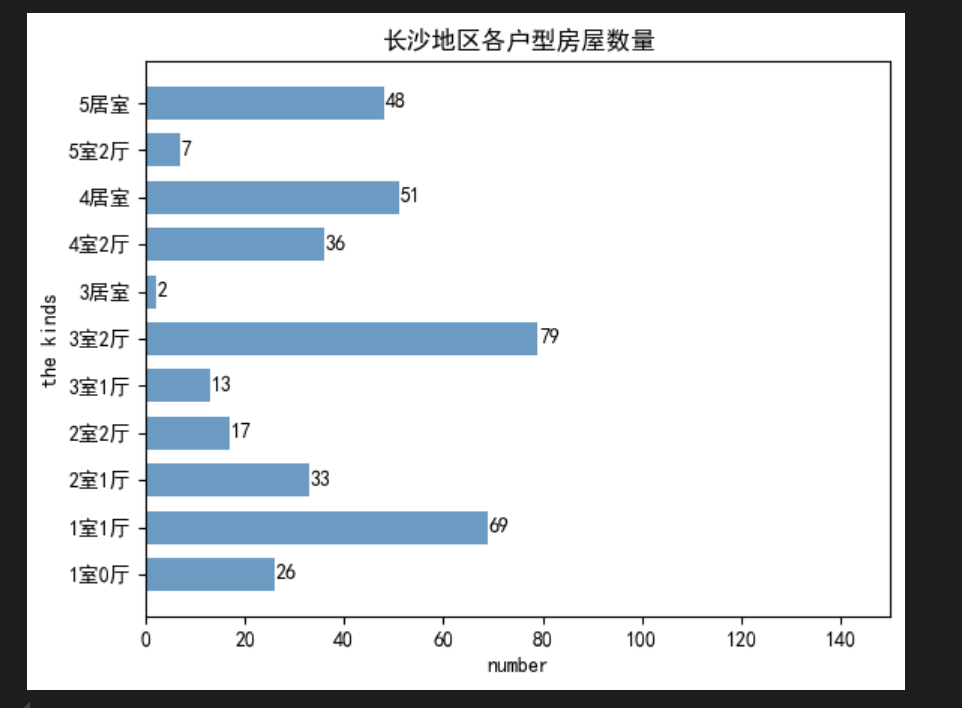 长沙地区各户型房屋数量
5居室 48
5室2厅 7
4居室 51
4室2厅 36
3居室 2
3室2厅 79
3室1厅 13
2室2厅 17
2室1厅 33
1室1厅 69
1室0厅 26
the kinds
0 20 40 60 80 100 120 140
number